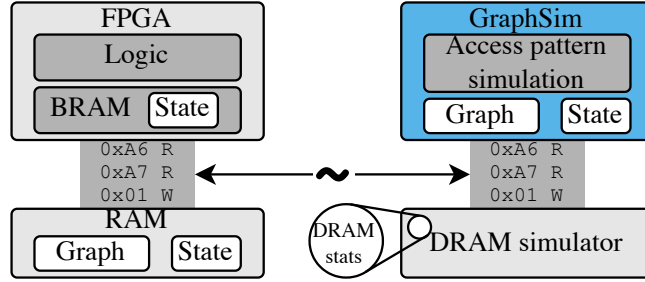 FPGA
Logic
BRAM
State
0xA6 R
0xA7 R
0x01 W
RAM
Graph
State
~
GraphSim
Access pattern
simulation
Graph
State
0xA6 R
0xA7 R
0x01 W
DRAM
stats
DRAM simulator